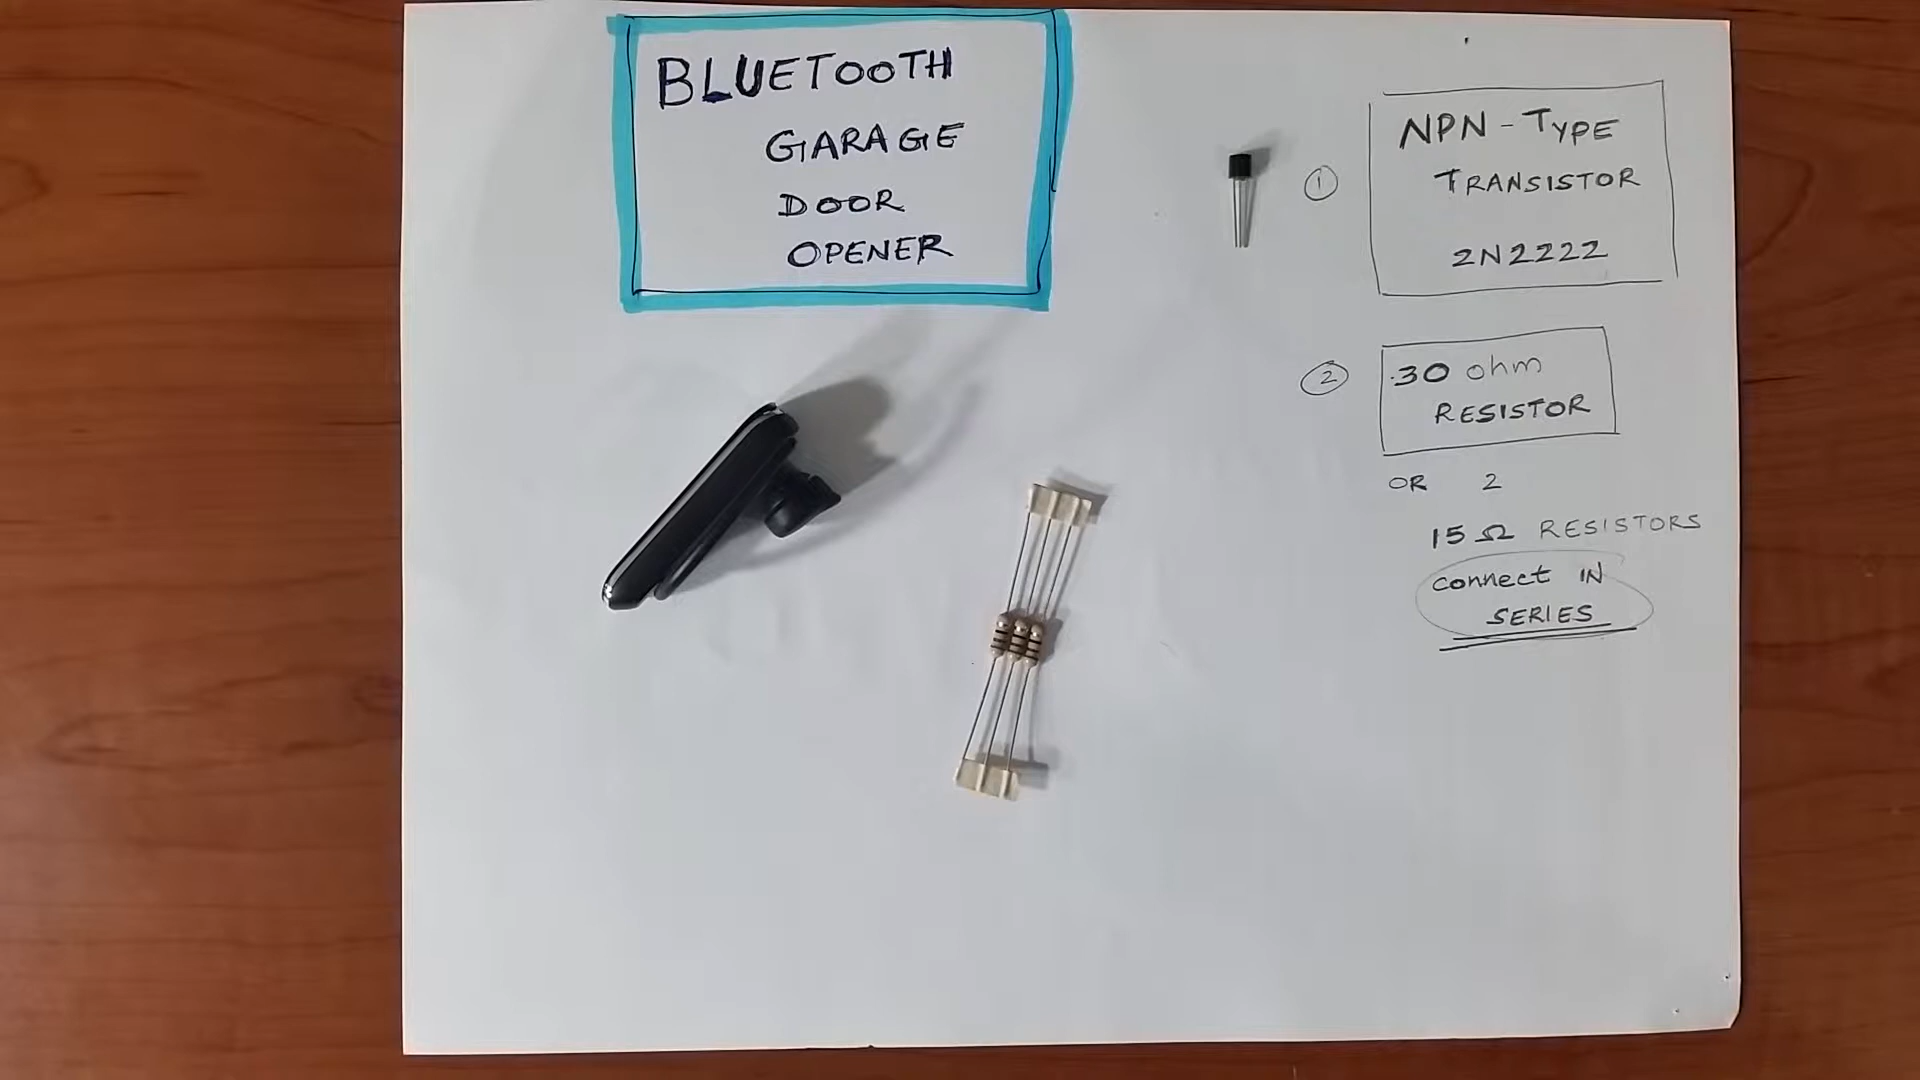 BLUETOOTH
GARAGE
DOOR
OPENER
1
NPN-TYPE
TRANSISTOR
2N2222
2
30 ohm
RESISTOR
OR 2
15 Ω RESISTORS
connect IN
SERIES